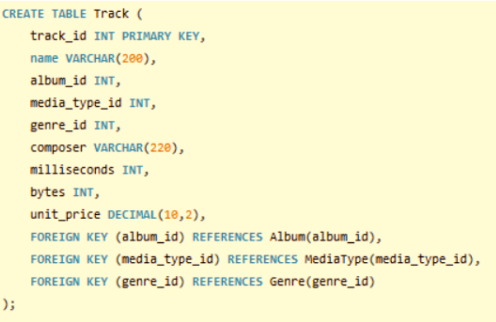 CREATE TABLE Track (
    track_id INT PRIMARY KEY,
    name VARCHAR(200),
    album_id INT,
    media_type_id INT,
    genre_id INT,
    composer VARCHAR(220),
    milliseconds INT,
    bytes INT,
    unit_price DECIMAL(10,2),
    FOREIGN KEY (album_id) REFERENCES Album(album_id),
    FOREIGN KEY (media_type_id) REFERENCES MediaType(media_type_id),
    FOREIGN KEY (genre_id) REFERENCES Genre(genre_id)
);